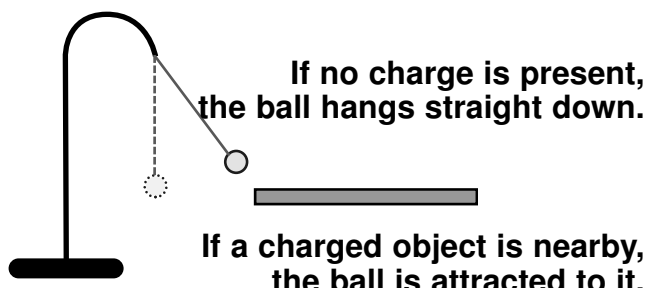 If no charge is present,
the ball hangs straight down.
If a charged object is nearby,
the ball is attracted to it.